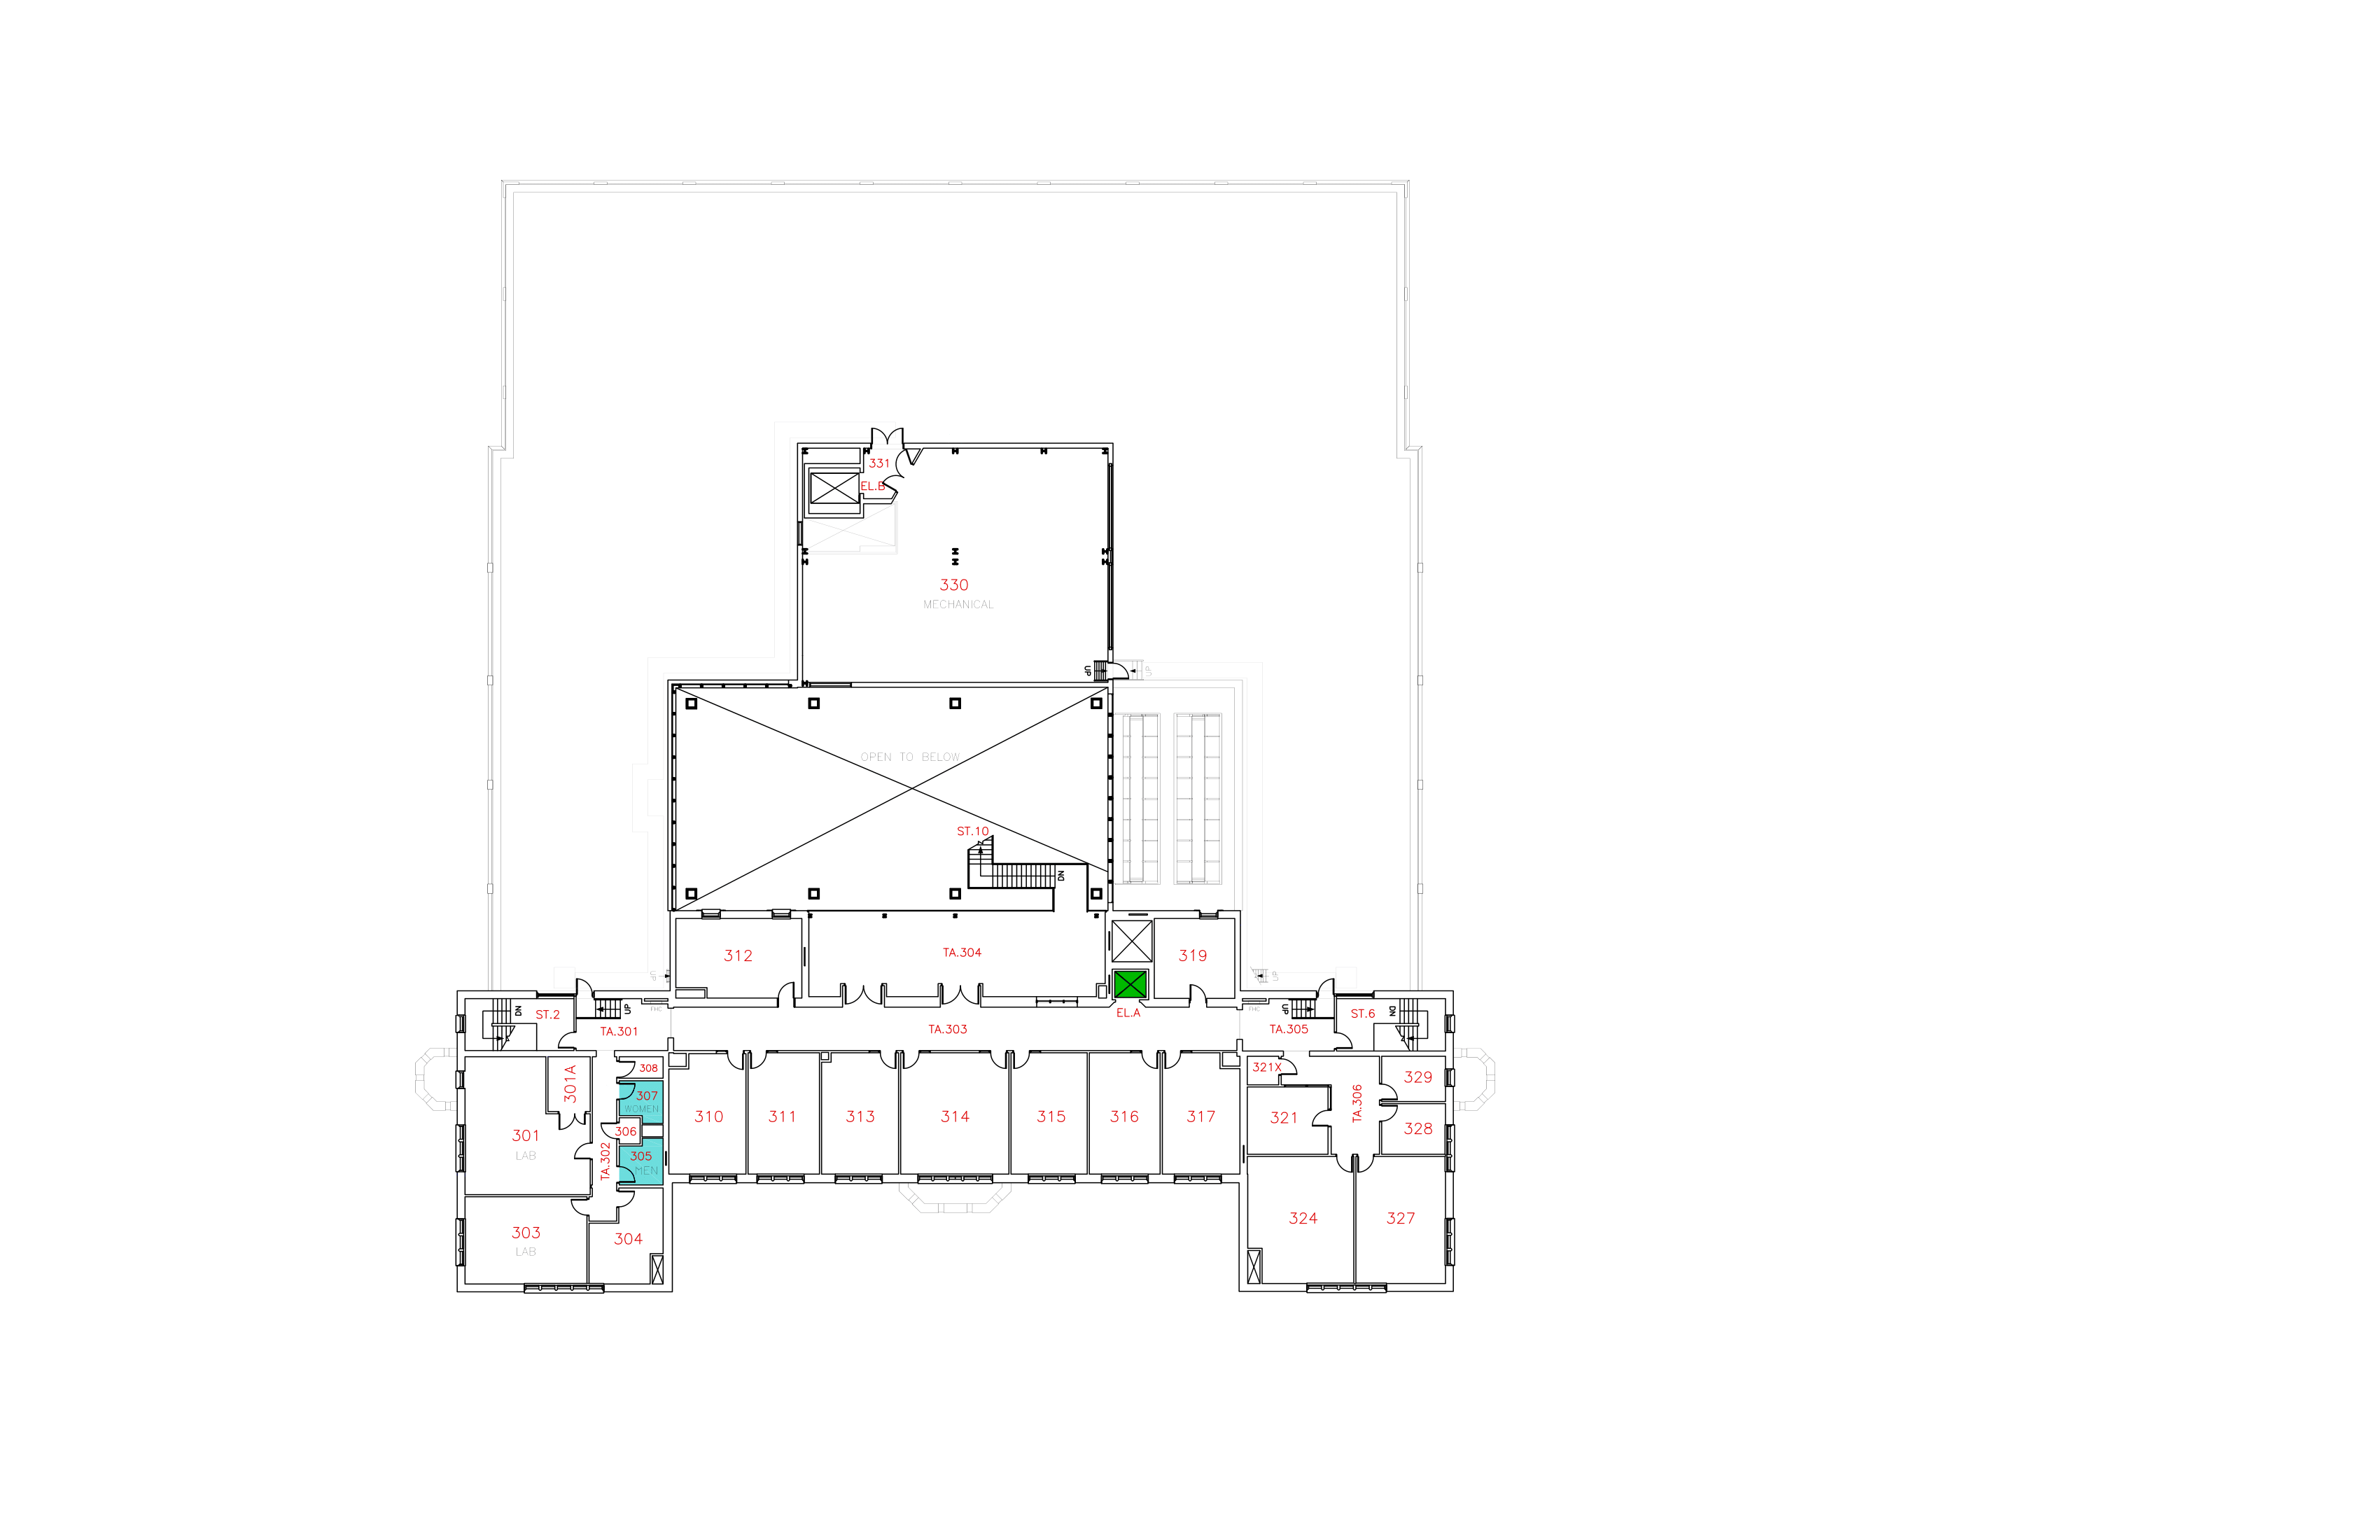 331
EL.B
330
MECHANICAL
UP
UP
OPEN TO BELOW
ST.10
DN
312
TA.304
319
UP
UP
DN
ST.2
UP
FHC
TA.301
TA.303
EL.A
FHC
UP
TA.305
ST.6
DN
301A
308
307
WOMEN
306
305
MEN
TA.302
301
LAB
303
LAB
304
310
311
313
314
315
316
317
321X
321
TA.306
329
328
324
327